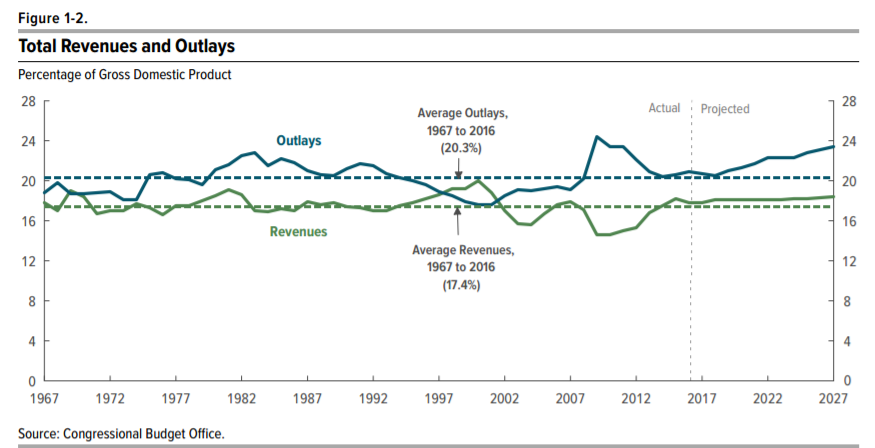 Figure 1-2.
Total Revenues and Outlays
Percentage of Gross Domestic Product
28
24
20
16
12
8
4
0
Outlays
Average Outlays,
1967 to 2016
(20.3%)
Actual
Projected
Revenues
Average Revenues,
1967 to 2016
(17.4%)
28
24
20
16
12
8
4
0
1967 1972 1977 1982 1987 1992 1997 2002 2007 2012 2017 2022 2027
Source: Congressional Budget Office.